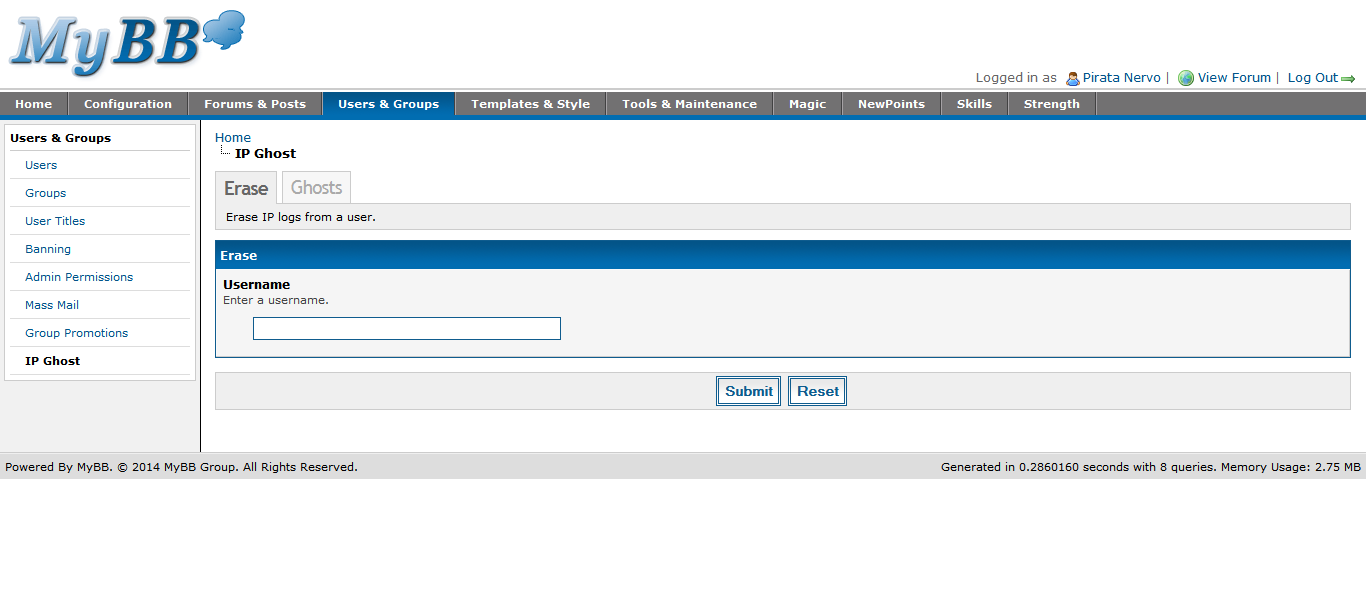 MyBB
Logged in as Pirata Nervo | View Forum | Log Out
Home Configuration Forums & Posts Users & Groups Templates & Style Tools & Maintenance Magic NewPoints Skills Strength
Users & Groups
Users
Groups
User Titles
Banning
Admin Permissions
Mass Mail
Group Promotions
IP Ghost
Home
IP Ghost
Erase Ghosts
Erase IP logs from a user.
Erase
Username
Enter a username.
Submit Reset
Powered By MyBB. © 2014 MyBB Group. All Rights Reserved. Generated in 0.2860160 seconds with 8 queries. Memory Usage: 2.75 MB